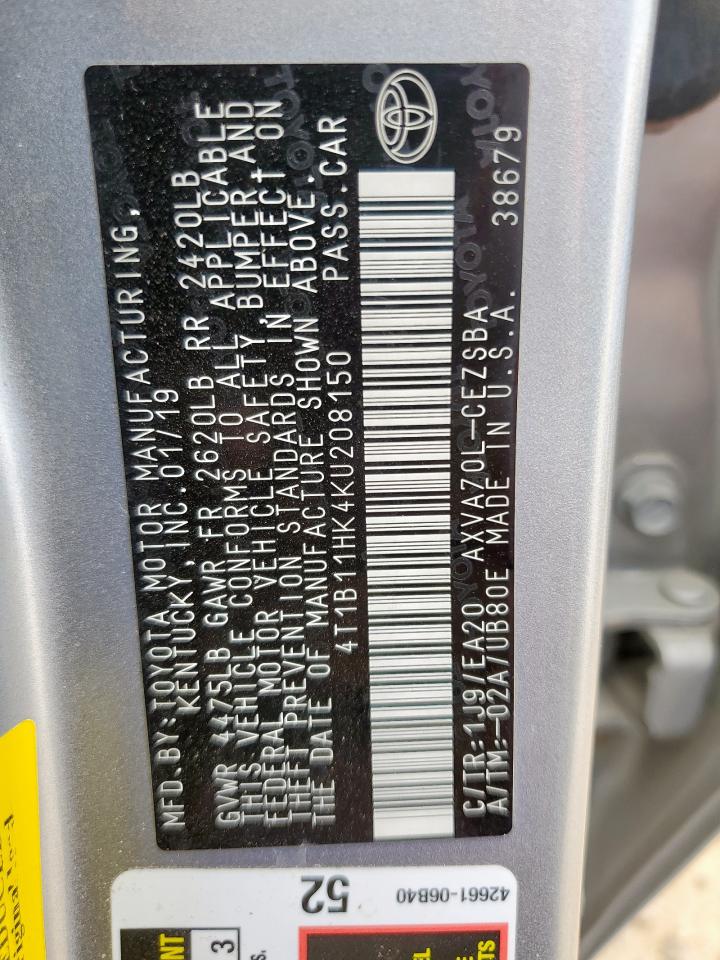 MFD.BY:TOYOTA MOTOR MANUFACTURING,
KENTUCKY, INC. 01/19
GVWR 4475LB GAWR FR 2620LB RR 2420LB
THIS VEHICLE CONFORMS TO ALL APPLICABLE
FEDERAL MOTOR VEHICLE SAFETY, BUMPER, AND
THEFT PREVENTION STANDARDS IN EFFECT ON
THE DATE OF MANUFACTURE SHOWN ABOVE.
4T1B11HK4KU208150 PASS.CAR
C/TR:1J9/EA20 AXVA70L-CEZSBA
A/TM:-02A/UB80E MADE IN U.S.A. 38679
52
42661-06B40
3